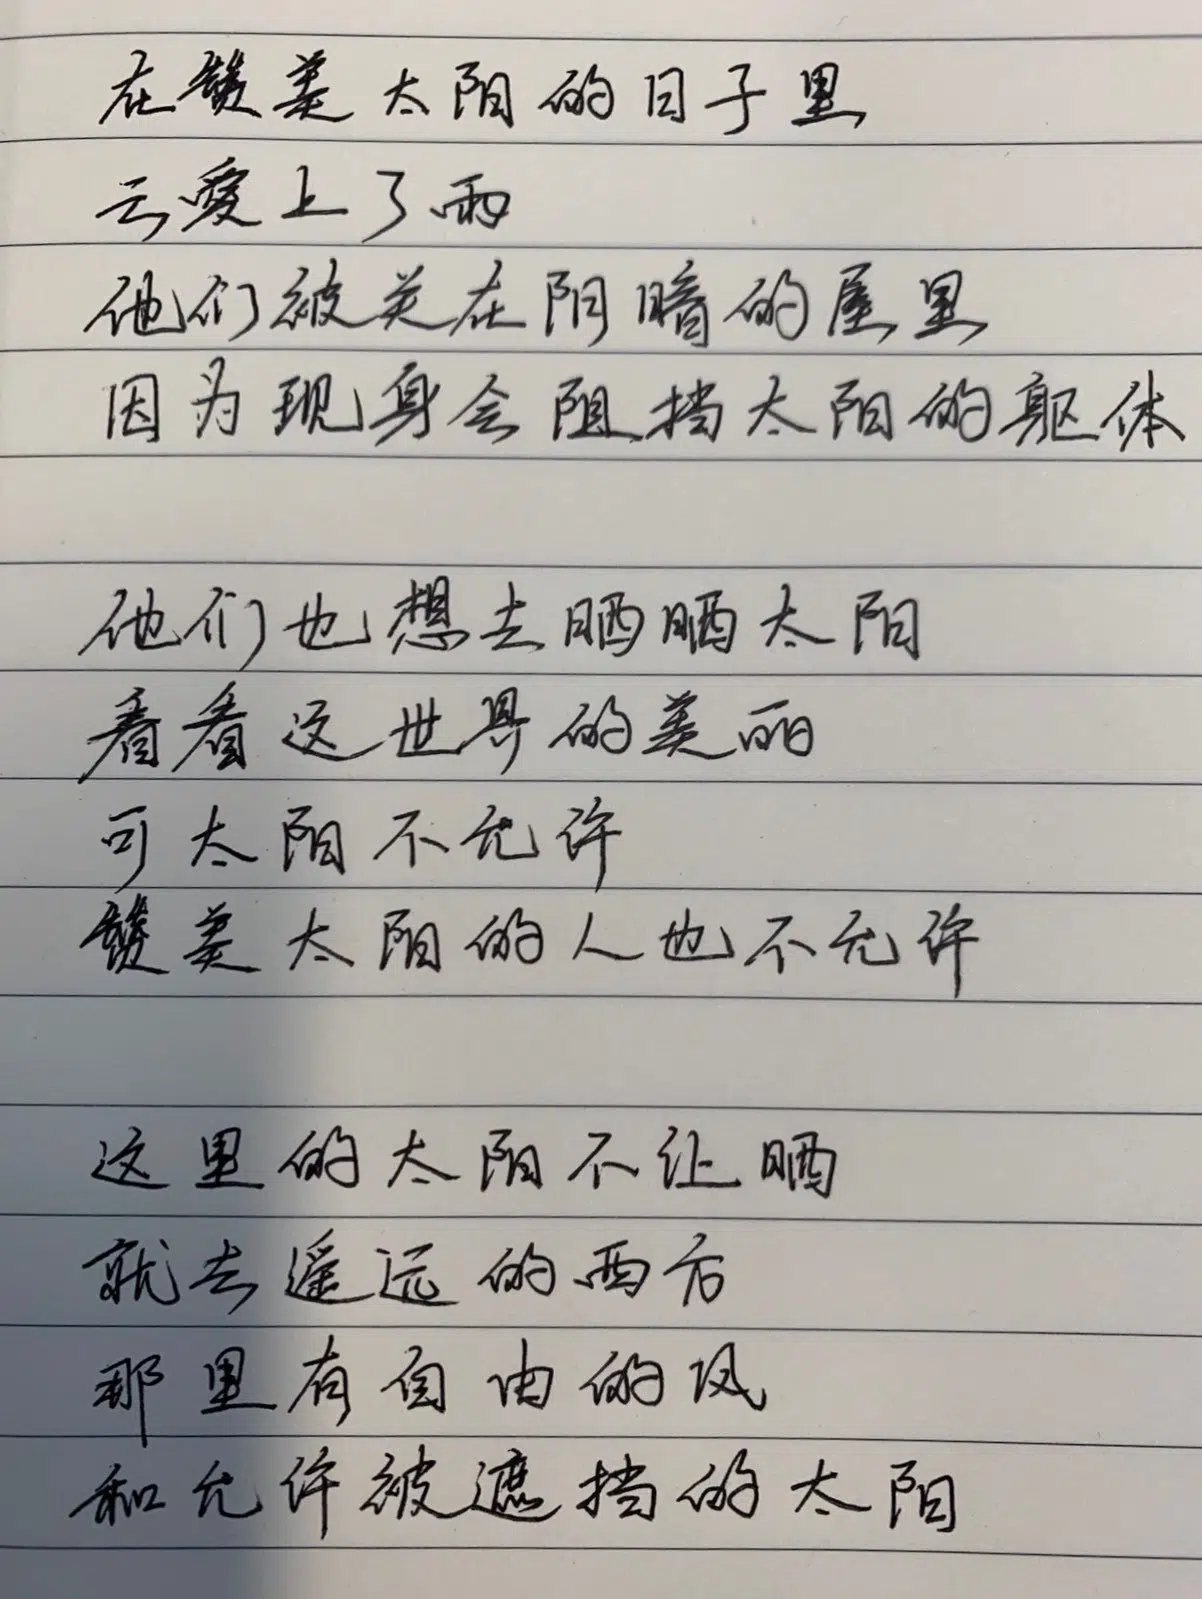 在赞美太阳的日子里
云爱上了雨
他们被关在阴暗的屋里
因为现身会阻挡太阳的躯体
他们也想去晒晒太阳
看看这世界的美丽
可太阳不允许
赞美太阳的人也不允许
这里的太阳不让晒
就去遥远的西方
那里有自由的风
和允许被遮挡的太阳